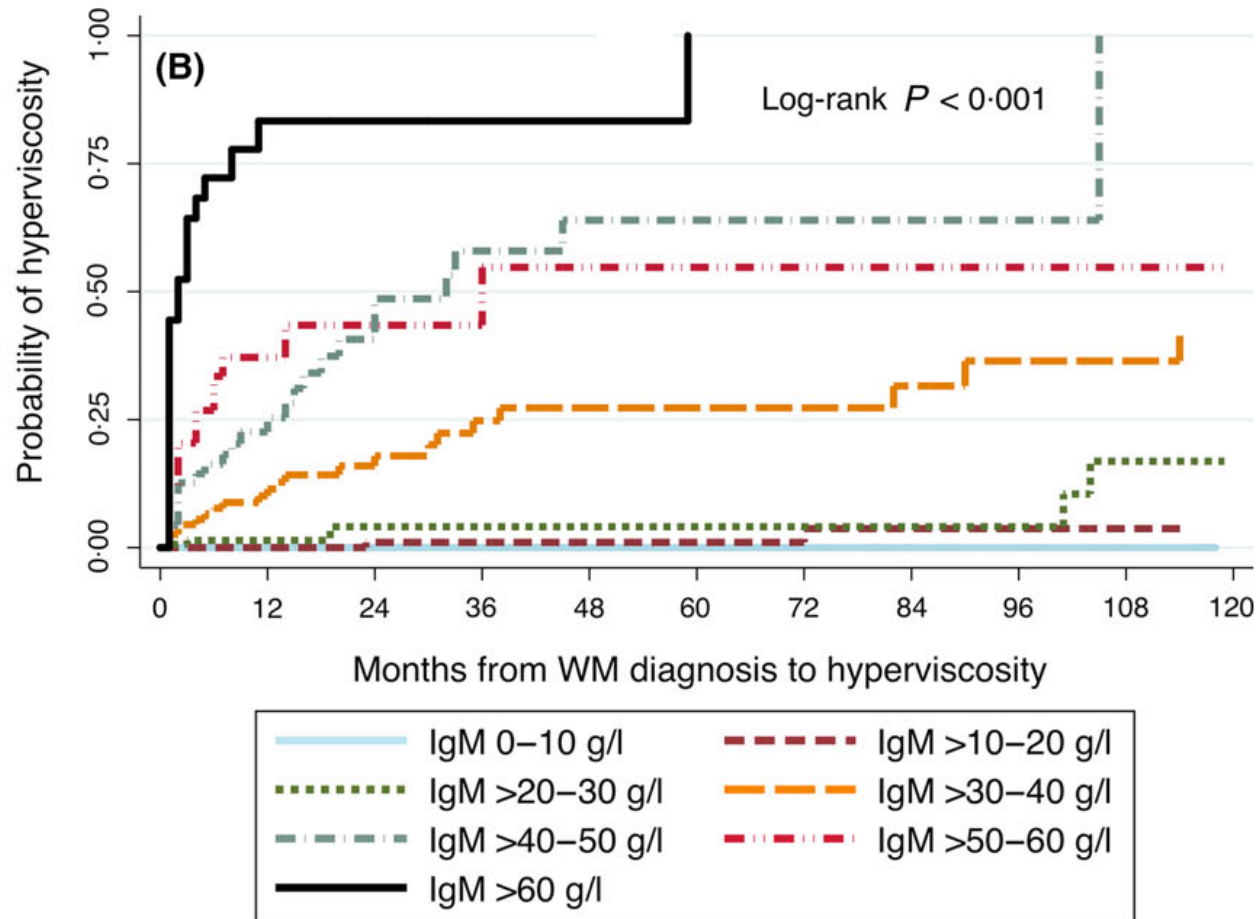 (B)
Log-rank P < 0·001
Probability of hyperviscosity
1·00
0·75
0·50
0·25
0·00
0 12 24 36 48 60 72 84 96 108 120
Months from WM diagnosis to hyperviscosity
IgM 0–10 g/l IgM >10–20 g/l
IgM >20–30 g/l IgM >30–40 g/l
IgM >40–50 g/l IgM >50–60 g/l
IgM >60 g/l